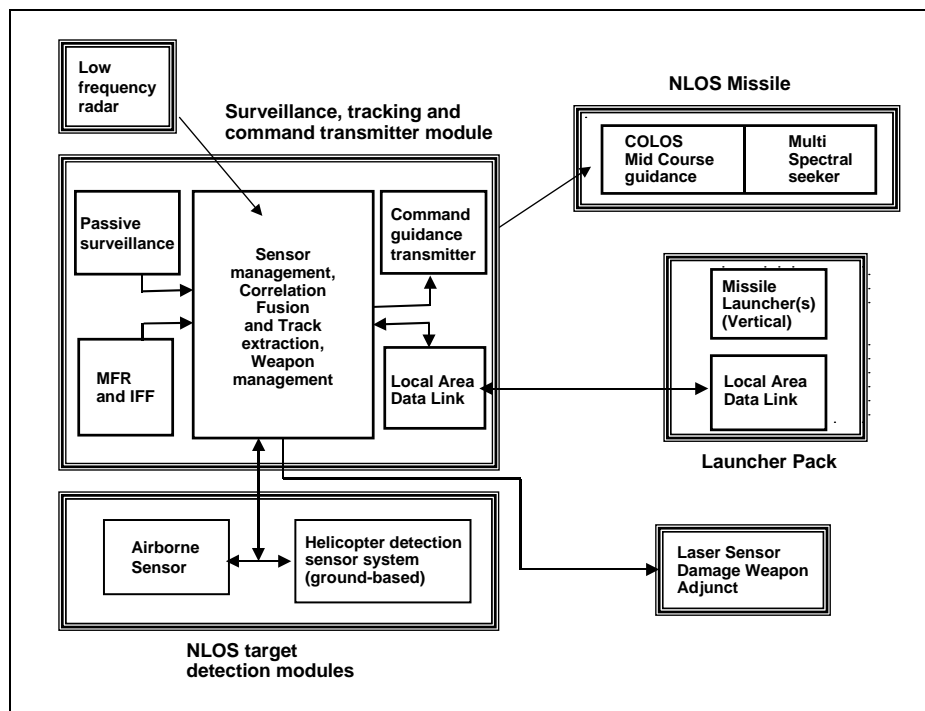 Low
frequency
radar
Surveillance, tracking and
command transmitter module
NLOS Missile
COLOS
Mid Course
guidance
Multi
Spectral
seeker
Passive
surveillance
Sensor
management,
Correlation
Fusion
and Track
extraction,
Weapon
management
Command
guidance
transmitter
MFR
and IFF
Local Area
Data Link
Missile
Launcher(s)
(Vertical)
Local Area
Data Link
Launcher Pack
Airborne
Sensor
Helicopter detection
sensor system
(ground-based)
NLOS target
detection modules
Laser Sensor
Damage Weapon
Adjunct